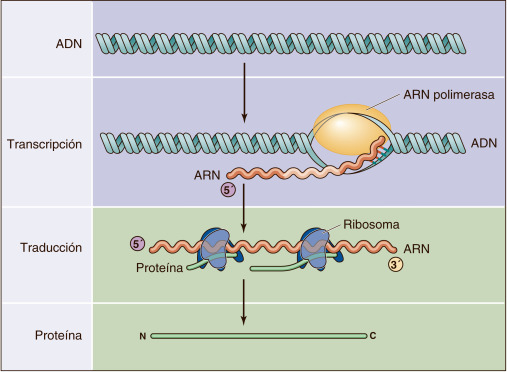 ADN
ARN polimerasa
Transcripción
ADN
ARN
5´
Ribosoma
5´
Traducción
ARN
Proteína
3´
Proteína
N
C